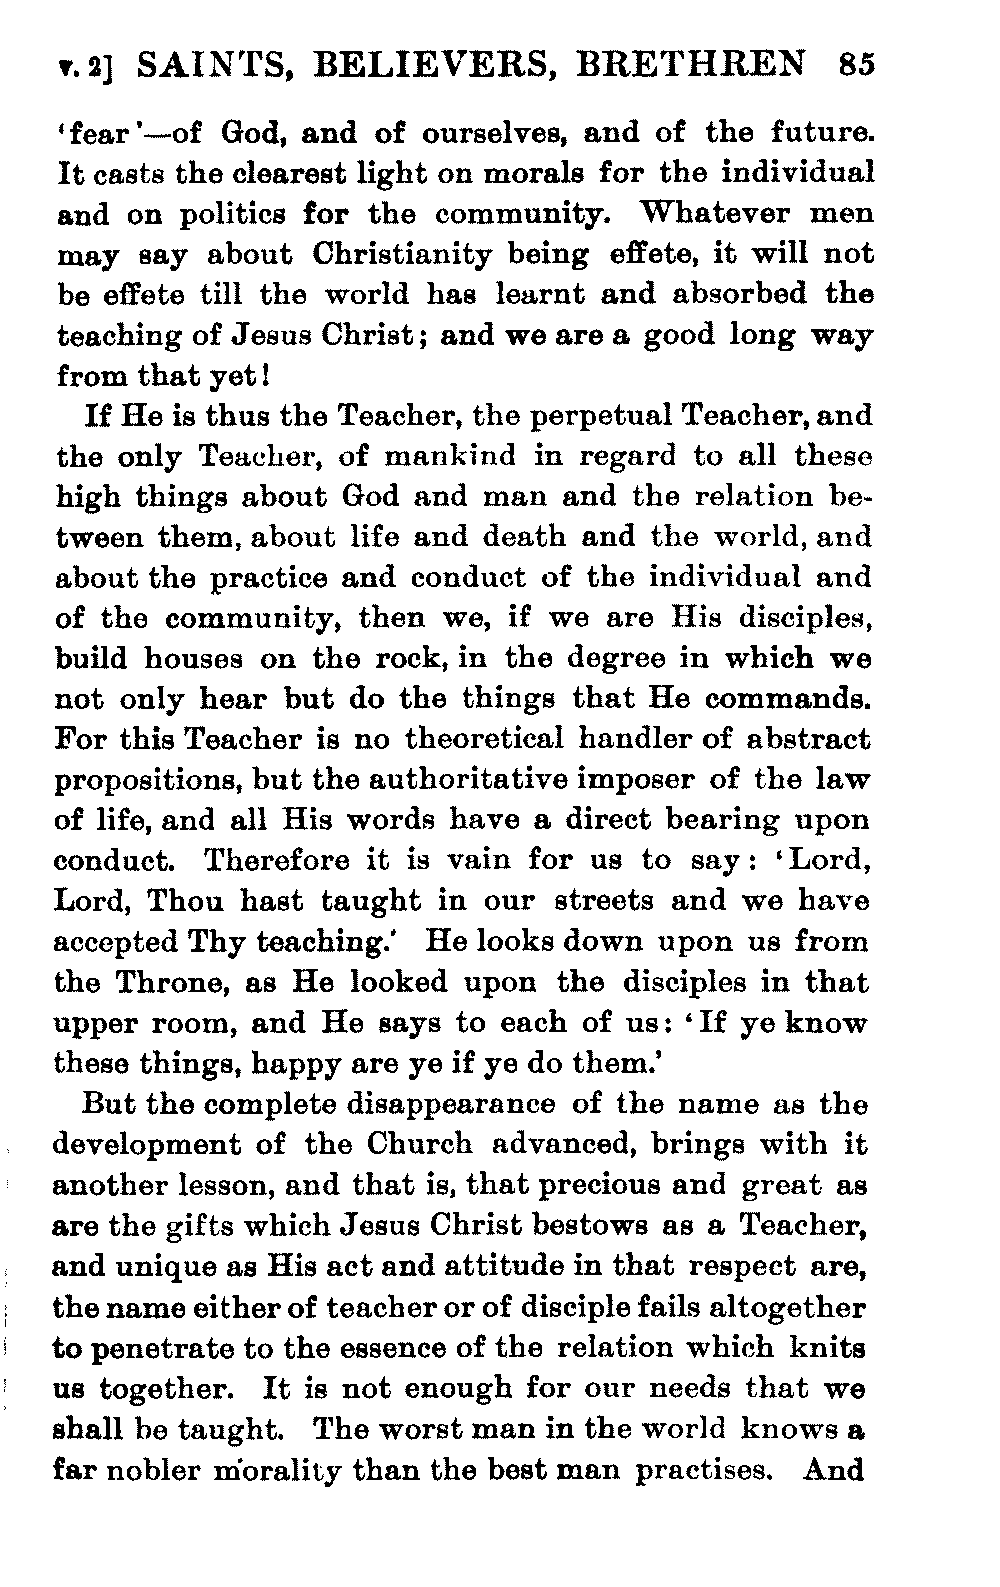 v. 2] SAINTS, BELIEVERS, BRETHREN 85
'fear'—of God, and of ourselves, and of the future.
It casts the clearest light on morals for the individual
and on politics for the community. Whatever men
may say about Christianity being effete, it will not
be effete till the world has learnt and absorbed the
teaching of Jesus Christ; and we are a good long way
from that yet!
If He is thus the Teacher, the perpetual Teacher, and
the only Teacher, of mankind in regard to all these
high things about God and man and the relation be-
tween them, about life and death and the world, and
about the practice and conduct of the individual and
of the community, then we, if we are His disciples,
build houses on the rock, in the degree in which we
not only hear but do the things that He commands.
For this Teacher is no theoretical handler of abstract
propositions, but the authoritative imposer of the law
of life, and all His words have a direct bearing upon
conduct. Therefore it is vain for us to say: 'Lord,
Lord, Thou hast taught in our streets and we have
accepted Thy teaching.' He looks down upon us from
the Throne, as He looked upon the disciples in that
upper room, and He says to each of us: 'If ye know
these things, happy are ye if ye do them.'
But the complete disappearance of the name as the
development of the Church advanced, brings with it
another lesson, and that is, that precious and great as
are the gifts which Jesus Christ bestows as a Teacher,
and unique as His act and attitude in that respect are,
the name either of teacher or of disciple fails altogether
to penetrate to the essence of the relation which knits
us together. It is not enough for our needs that we
shall be taught. The worst man in the world knows a
far nobler morality than the best man practises. And